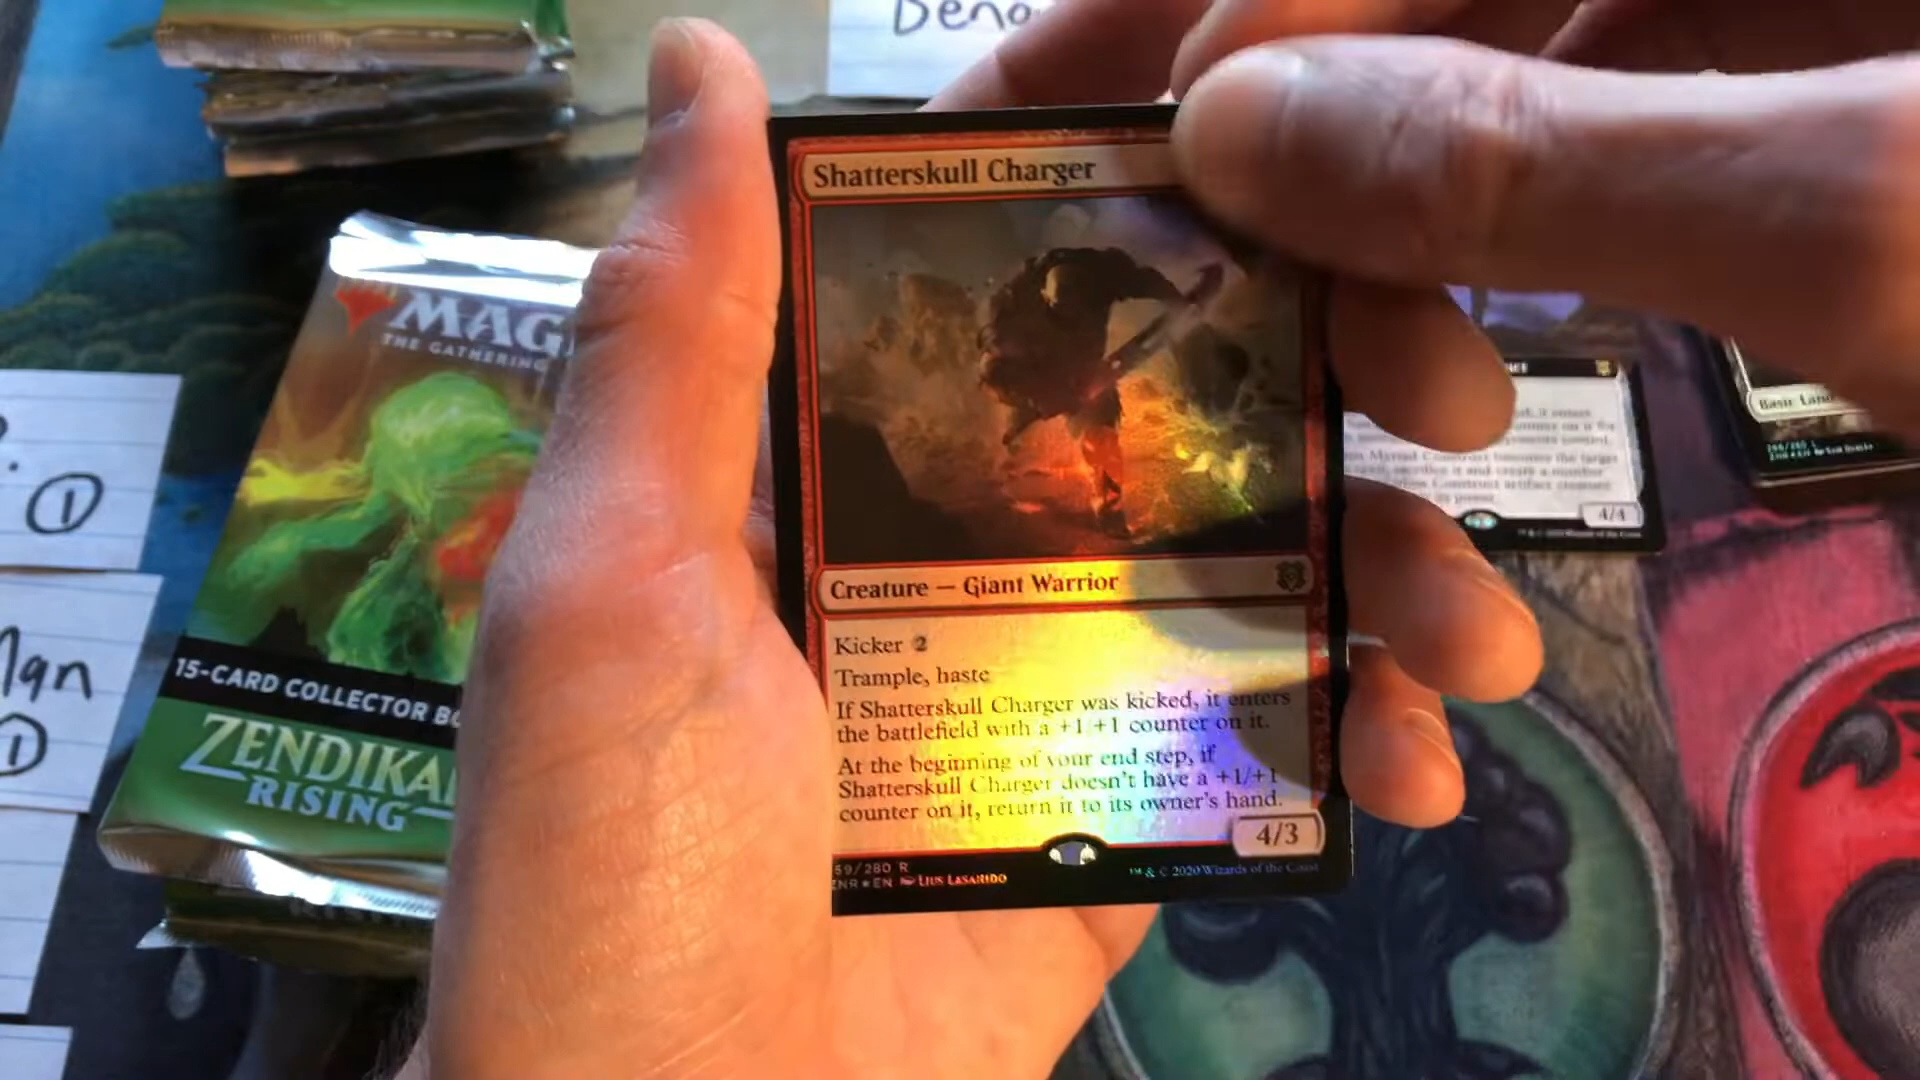 Deno
Shatterskull Charger
MAG
THE GATHERING
Creature — Giant Warrior
Kicker 2
Trample, haste
If Shatterskull Charger was kicked, it enters
the battlefield with a +1/+1 counter on it.
At the beginning of your end step, if
Shatterskull Charger doesn't have a +1/+1
counter on it, return it to its owner's hand.
4/3
59/280 R
ZNR ★ EN Lius Lasahido
™ & © 2020 Wizards of the Coast
15-CARD COLLECTOR BO
ZENDIKA
RISING
1
1
Basic Land
4/4